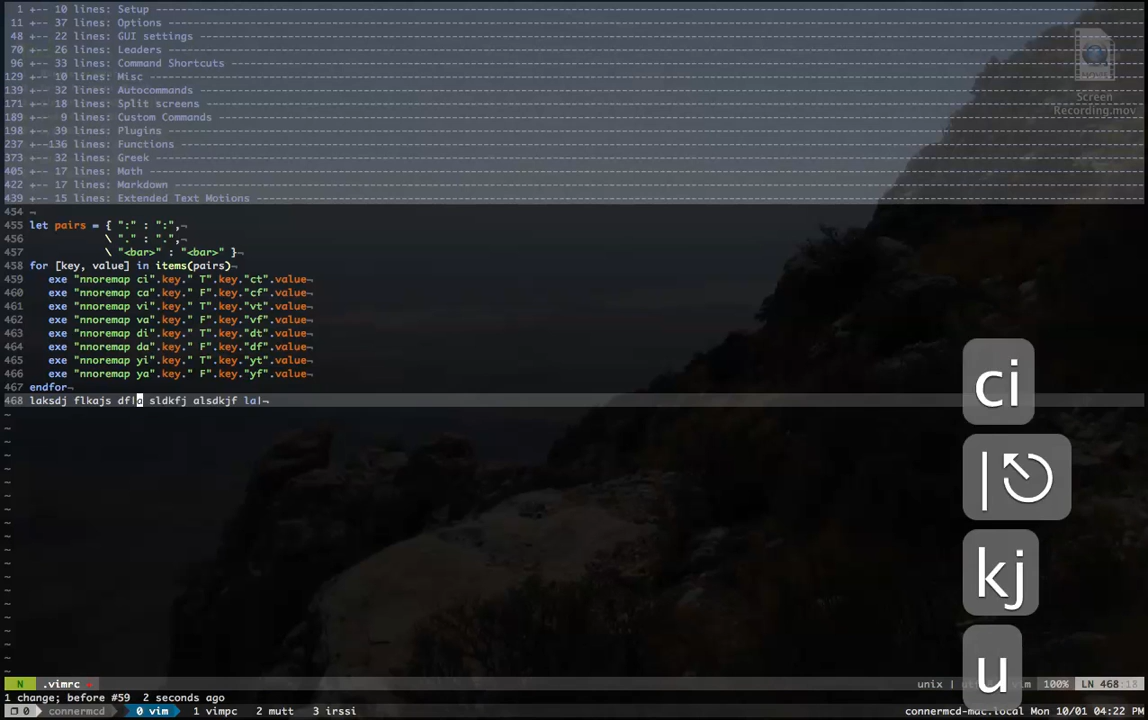 1 +-- 10 lines: Setup ----------
11 +-- 37 lines: Options ----------
48 +-- 22 lines: GUI settings ----------
70 +-- 26 lines: Leaders ----------
96 +-- 33 lines: Command Shortcuts ----------
129 +-- 10 lines: Misc ----------
139 +-- 32 lines: Autocommands ----------
171 +-- 18 lines: Split screens ----------
189 +-- 9 lines: Custom Commands ----------
198 +-- 39 lines: Plugins ----------
237 +--136 lines: Functions ----------
373 +-- 32 lines: Greek ----------
405 +-- 17 lines: Math ----------
422 +-- 17 lines: Markdown ----------
439 +-- 15 lines: Extended Text Motions ----------
Screen
Recording.mov
454 ¬
455 let pairs = { ":" : ":",¬
456 \ "." : ".",¬
457 \ "<bar>" : "<bar>" }¬
458 for [key, value] in items(pairs)¬
459 exe "nnoremap ci".key." T".key."ct".value¬
460 exe "nnoremap ca".key." F".key."cf".value¬
461 exe "nnoremap vi".key." T".key."vt".value¬
462 exe "nnoremap va".key." F".key."vf".value¬
463 exe "nnoremap di".key." T".key."dt".value¬
464 exe "nnoremap da".key." F".key."df".value¬
465 exe "nnoremap yi".key." T".key."yt".value¬
466 exe "nnoremap ya".key." F".key."yf".value¬
467 endfor¬
468 laksdj flkajs df| sldkfj alsdkjf la|¬
ci
|⎋
kj
u
N .vimrc unix | vim 100% LN 468:18
1 change; before #59 2 seconds ago
0 connermcd 0 vim 1 vimpc 2 mutt 3 irssi connermcd-mac.local Mon 10/01 04:22 PM